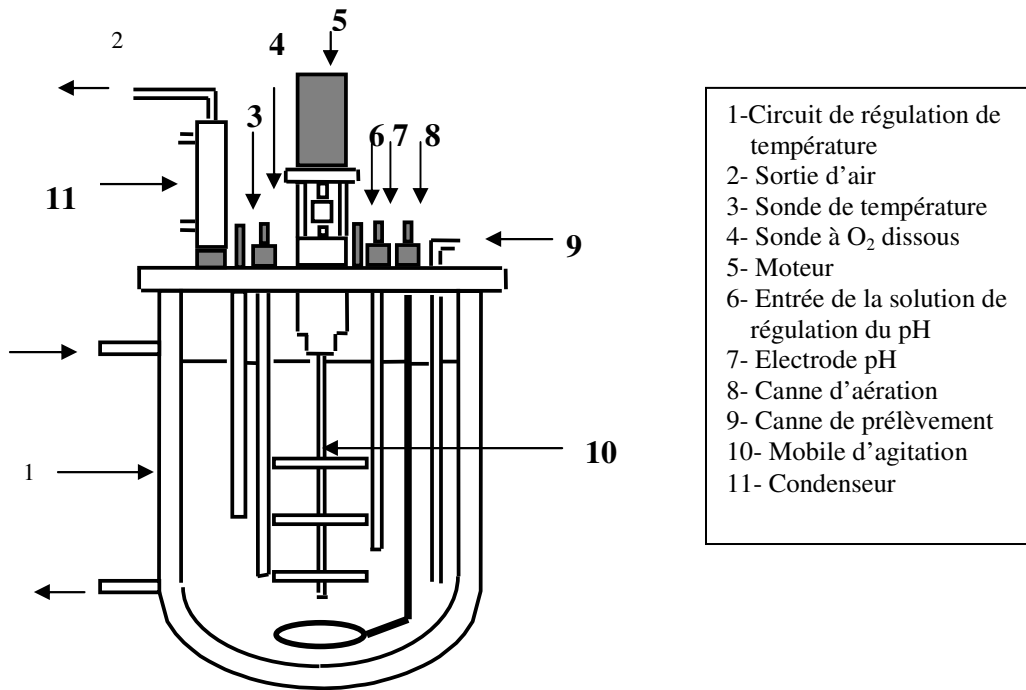 5
2
4
3
6
7
8
11
9
10
1
1-Circuit de régulation de
température
2- Sortie d’air
3- Sonde de température
4- Sonde à O₂ dissous
5- Moteur
6- Entrée de la solution de
régulation du pH
7- Electrode pH
8- Canne d’aération
9- Canne de prélèvement
10- Mobile d’agitation
11- Condenseur